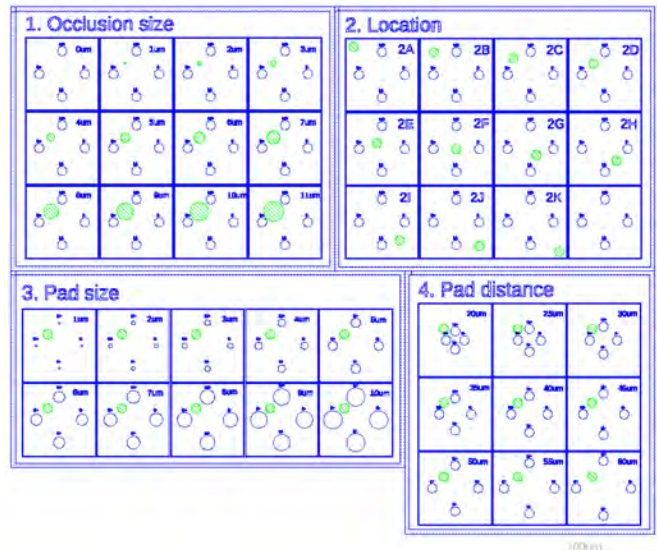 1. Occlusion size
0um 1um 2um 3um
4um 5um 6um 7um
8um 9um 10um 11um
2. Location
2A 2B 2C 2D
2E 2F 2G 2H
2I 2J 2K
3. Pad size
1um 2um 3um 4um 5um
6um 7um 8um 9um 10um
4. Pad distance
20um 25um 30um
35um 40um 45um
50um 55um 60um
100um